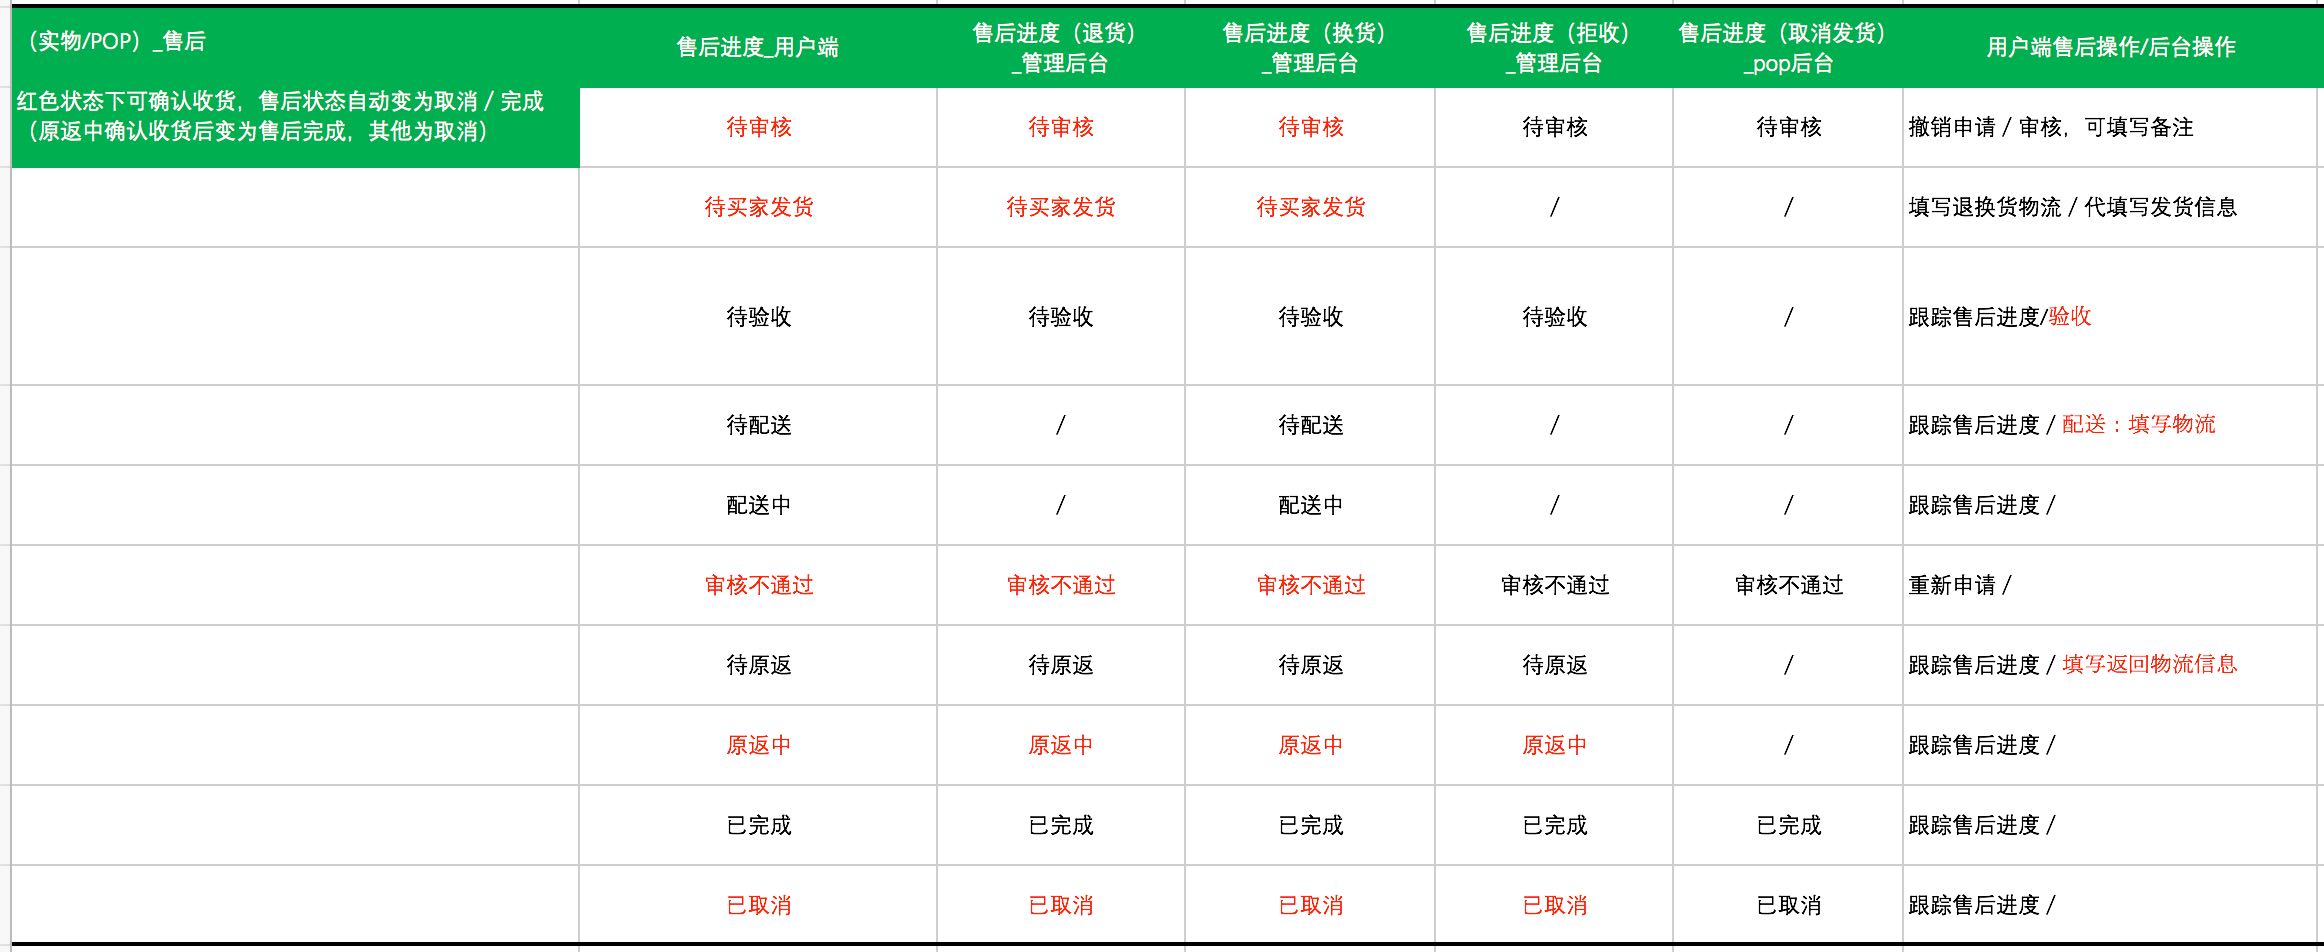 （实物/POP）_售后
红色状态下可确认收货，售后状态自动变为取消 / 完成
（原返中确认收货后变为售后完成，其他为取消）
售后进度_用户端
售后进度（退货）
_管理后台
售后进度（换货）
_管理后台
售后进度（拒收）
_管理后台
售后进度（取消发货）
_pop后台
用户端售后操作/后台操作
待审核 待审核 待审核 待审核 待审核 撤销申请 / 审核，可填写备注
待买家发货 待买家发货 待买家发货 / / 填写退换货物流 / 代填写发货信息
待验收 待验收 待验收 待验收 / 跟踪售后进度/验收
待配送 / 待配送 / / 跟踪售后进度 / 配送：填写物流
配送中 / 配送中 / / 跟踪售后进度 /
审核不通过 审核不通过 审核不通过 审核不通过 审核不通过 重新申请 /
待原返 待原返 待原返 待原返 / 跟踪售后进度 / 填写返回物流信息
原返中 原返中 原返中 原返中 / 跟踪售后进度 /
已完成 已完成 已完成 已完成 已完成 跟踪售后进度 /
已取消 已取消 已取消 已取消 已取消 跟踪售后进度 /